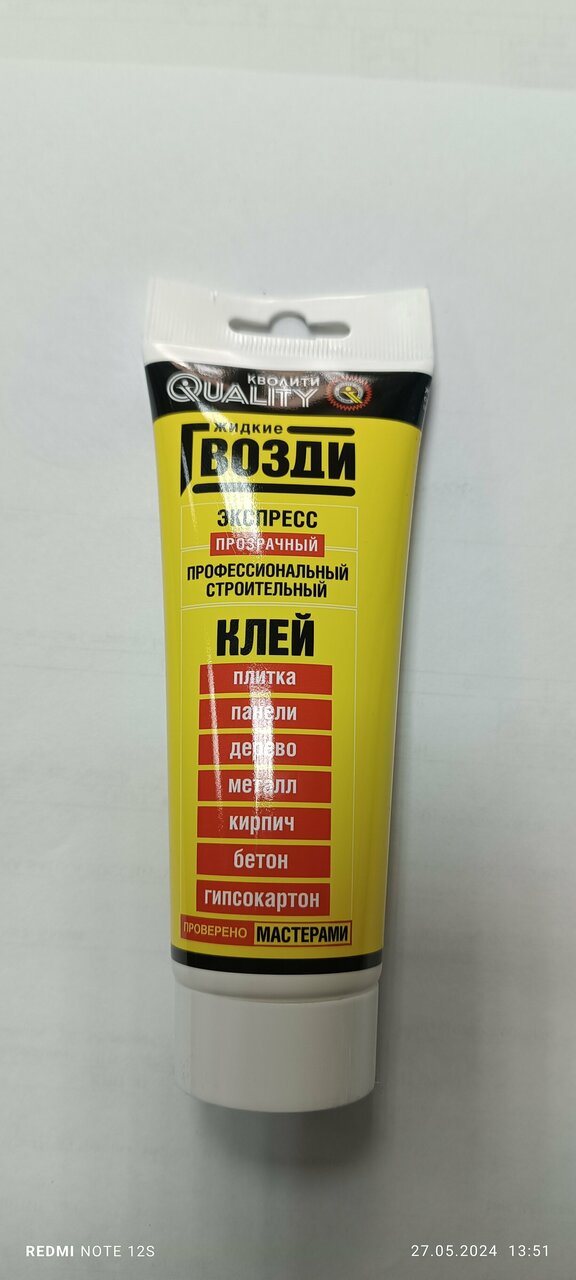 КВОЛИТИ
QUALITY
жидкие
ГВОЗДИ
ЭКСПРЕСС
ПРОЗРАЧНЫЙ
ПРОФЕССИОНАЛЬНЫЙ
СТРОИТЕЛЬНЫЙ
КЛЕЙ
плитка
панели
дерево
металл
кирпич
бетон
гипсокартон
ПРОВЕРЕНО МАСТЕРАМИ
REDMI NOTE 12S
27.05.2024 13:51